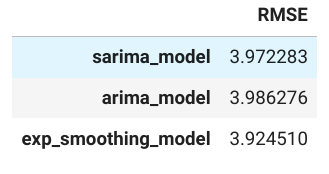 RMSE
sarima_model 3.972283
arima_model 3.986276
exp_smoothing_model 3.924510